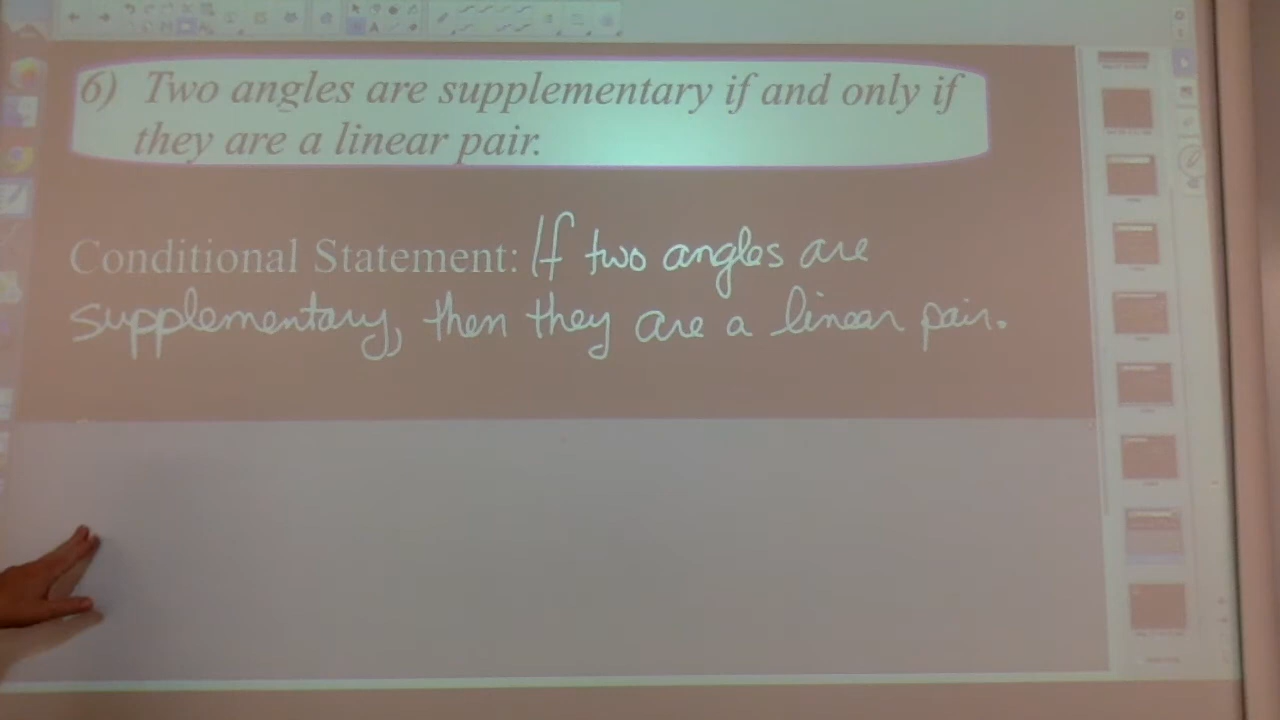 6) Two angles are supplementary if and only if
they are a linear pair.
Conditional Statement: If two angles are
supplementary, then they are a linear pair.